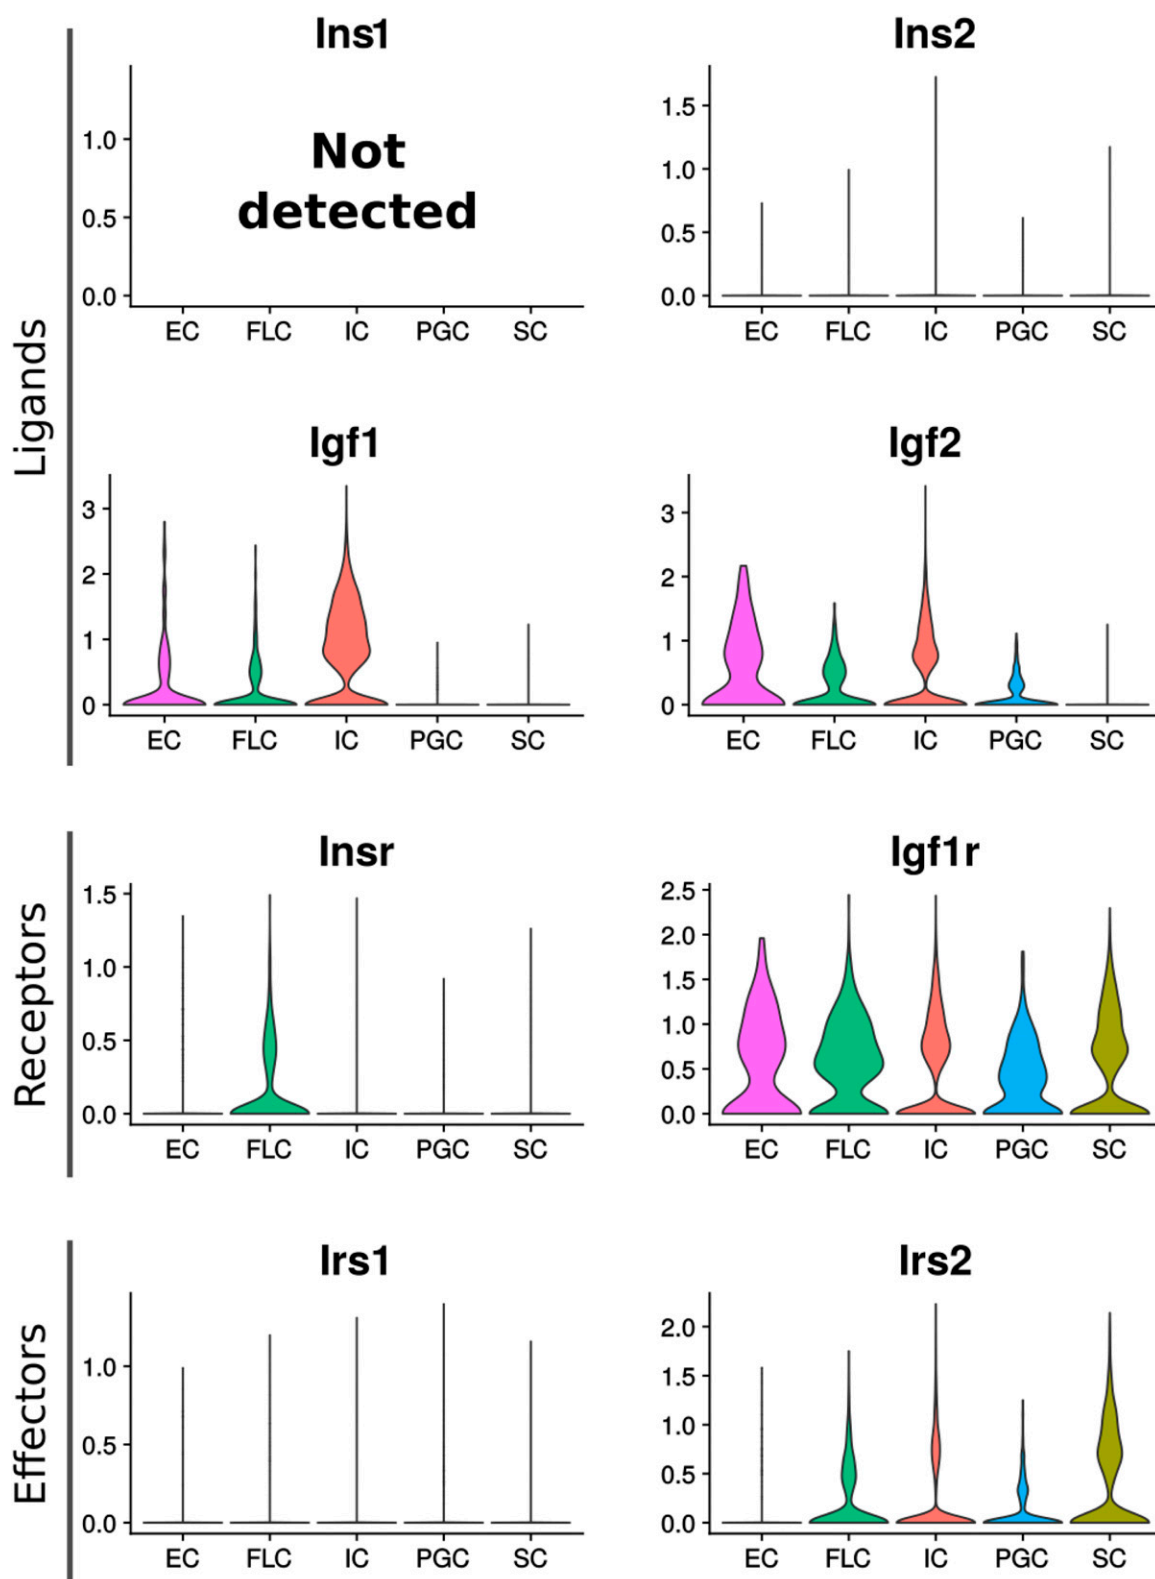 Ligands
Ins1
1.0
0.5
0.0
Not
detected
EC FLC IC PGC SC
Ins2
1.5
1.0
0.5
0.0
EC FLC IC PGC SC
Igf1
3
2
1
0
EC FLC IC PGC SC
Igf2
3
2
1
0
EC FLC IC PGC SC
Receptors
Insr
1.5
1.0
0.5
0.0
EC FLC IC PGC SC
Igf1r
2.5
2.0
1.5
1.0
0.5
0.0
EC FLC IC PGC SC
Effectors
Irs1
1.0
0.5
0.0
EC FLC IC PGC SC
Irs2
2.0
1.5
1.0
0.5
0.0
EC FLC IC PGC SC